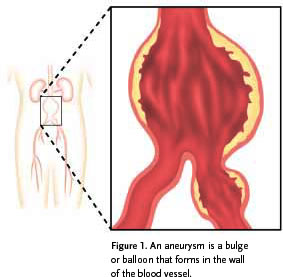 Figure 1. An aneurysm is a bulge
or balloon that forms in the wall
of the blood vessel.